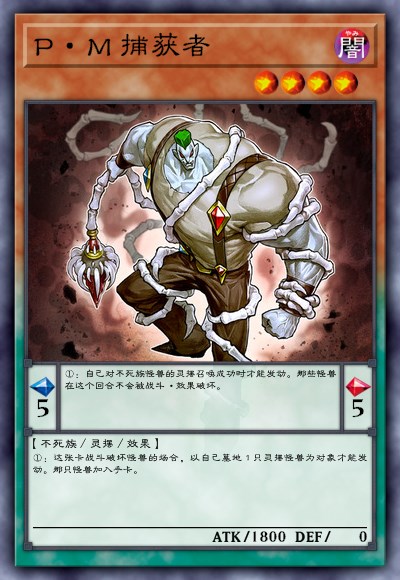 P・M捕获者
やみ
闇
①：自己对不死族怪兽的灵摆召唤成功时才能发动。那些怪兽
在这个回合不会被战斗·效果破坏。
5 5
【不死族／灵摆／效果】
①：这张卡战斗破坏怪兽的场合，以自己墓地1只灵摆怪兽为对象才能发
动。那只怪兽加入手卡。
ATK/1800 DEF/ 0